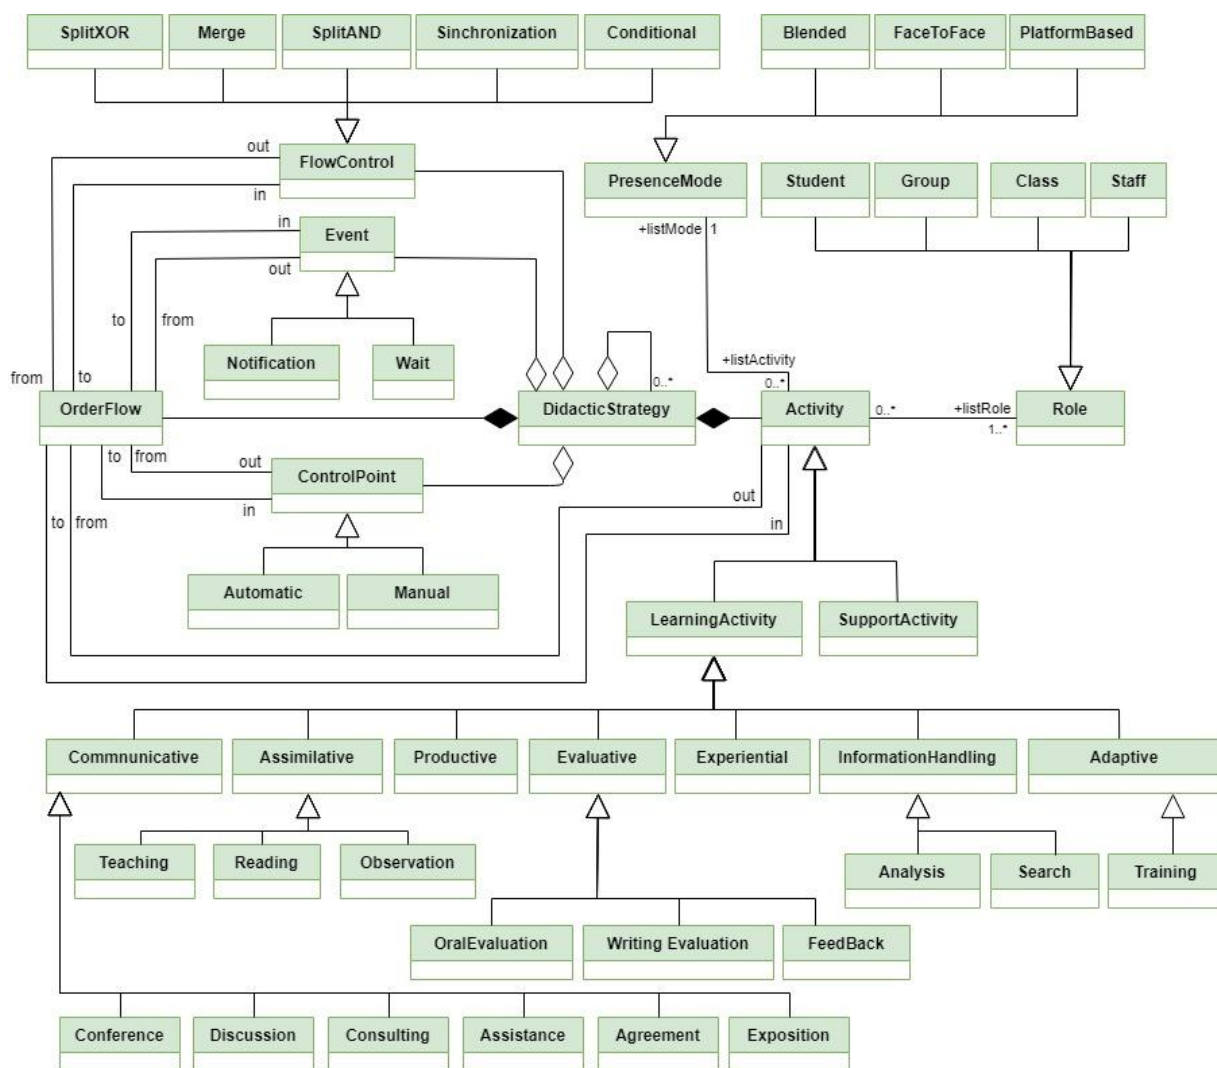 SplitXOR Merge SplitAND Sinchronization Conditional Blended FaceToFace PlatformBased
out
FlowControl PresenceMode Student Group Class Staff
in
in +listMode 1
Event
out
to from +listActivity
Notification Wait
from to 0..* 0..* +listRole
OrderFlow DidacticStrategy Activity 0..* Role
1..*
to from out
ControlPoint
in out
to from in
Automatic Manual
LearningActivity SupportActivity
Commnunicative Assimilative Productive Evaluative Experiential InformationHandling Adaptive
Teaching Reading Observation
Analysis Search Training
OralEvaluation Writing Evaluation FeedBack
Conference Discussion Consulting Assistance Agreement Exposition